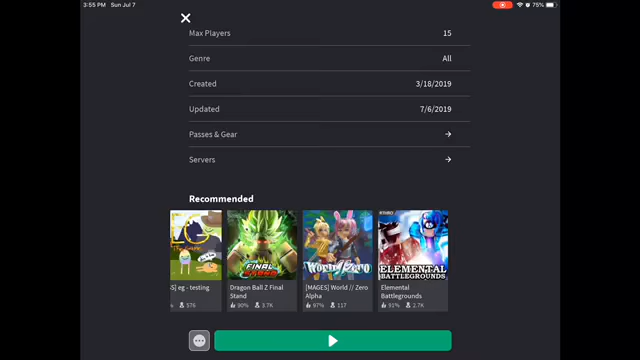 3:55 PM Sun Jul 7
75%
Max Players 15
Genre All
Created 3/18/2019
Updated 7/6/2019
Passes & Gear
Servers
Recommended
FINAL STAND
World//Zero
ELEMENTAL
BATTLEGROUNDS
] eg - testing
Dragon Ball Z Final
Stand
[MAGES] World // Zero
Alpha
Elemental
Battlegrounds
576
90% 3.7K
97% 117
91% 2.7K